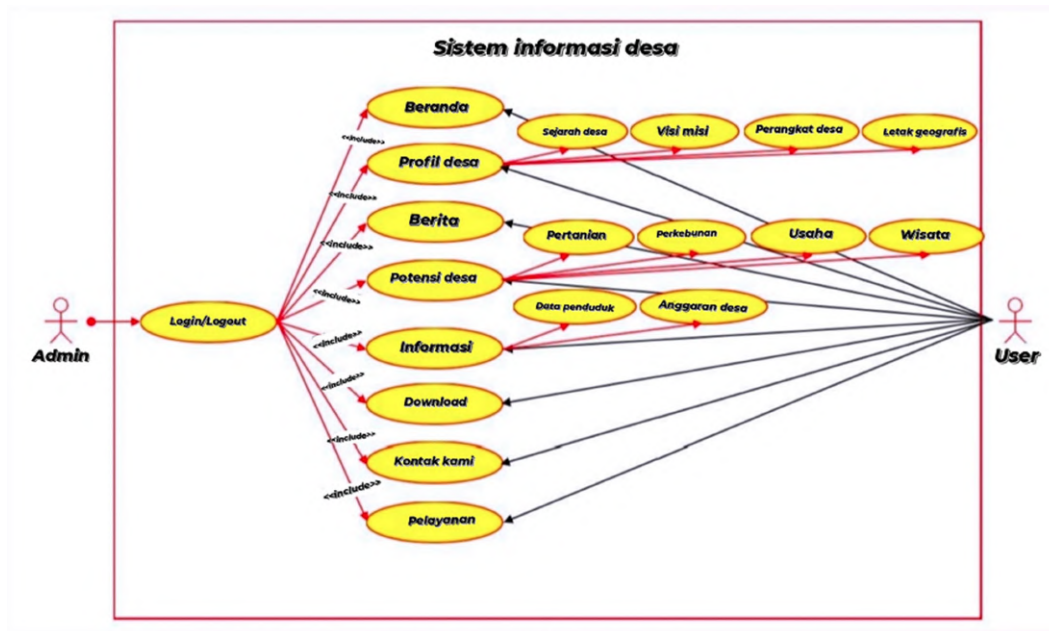 Sistem informasi desa
Beranda
Sejarah desa
Visi misi
Perangkat desa
Letak geografis
<<include>>
Profil desa
<<include>>
Berita
Pertanian
Perkebunan
Usaha
Wisata
<<include>>
Potensi desa
<<include>>
Data penduduk
Anggaran desa
Login/Logout
Admin
User
<<include>>
Informasi
<<include>>
Download
<<include>>
Kontak kami
<<include>>
Pelayanan